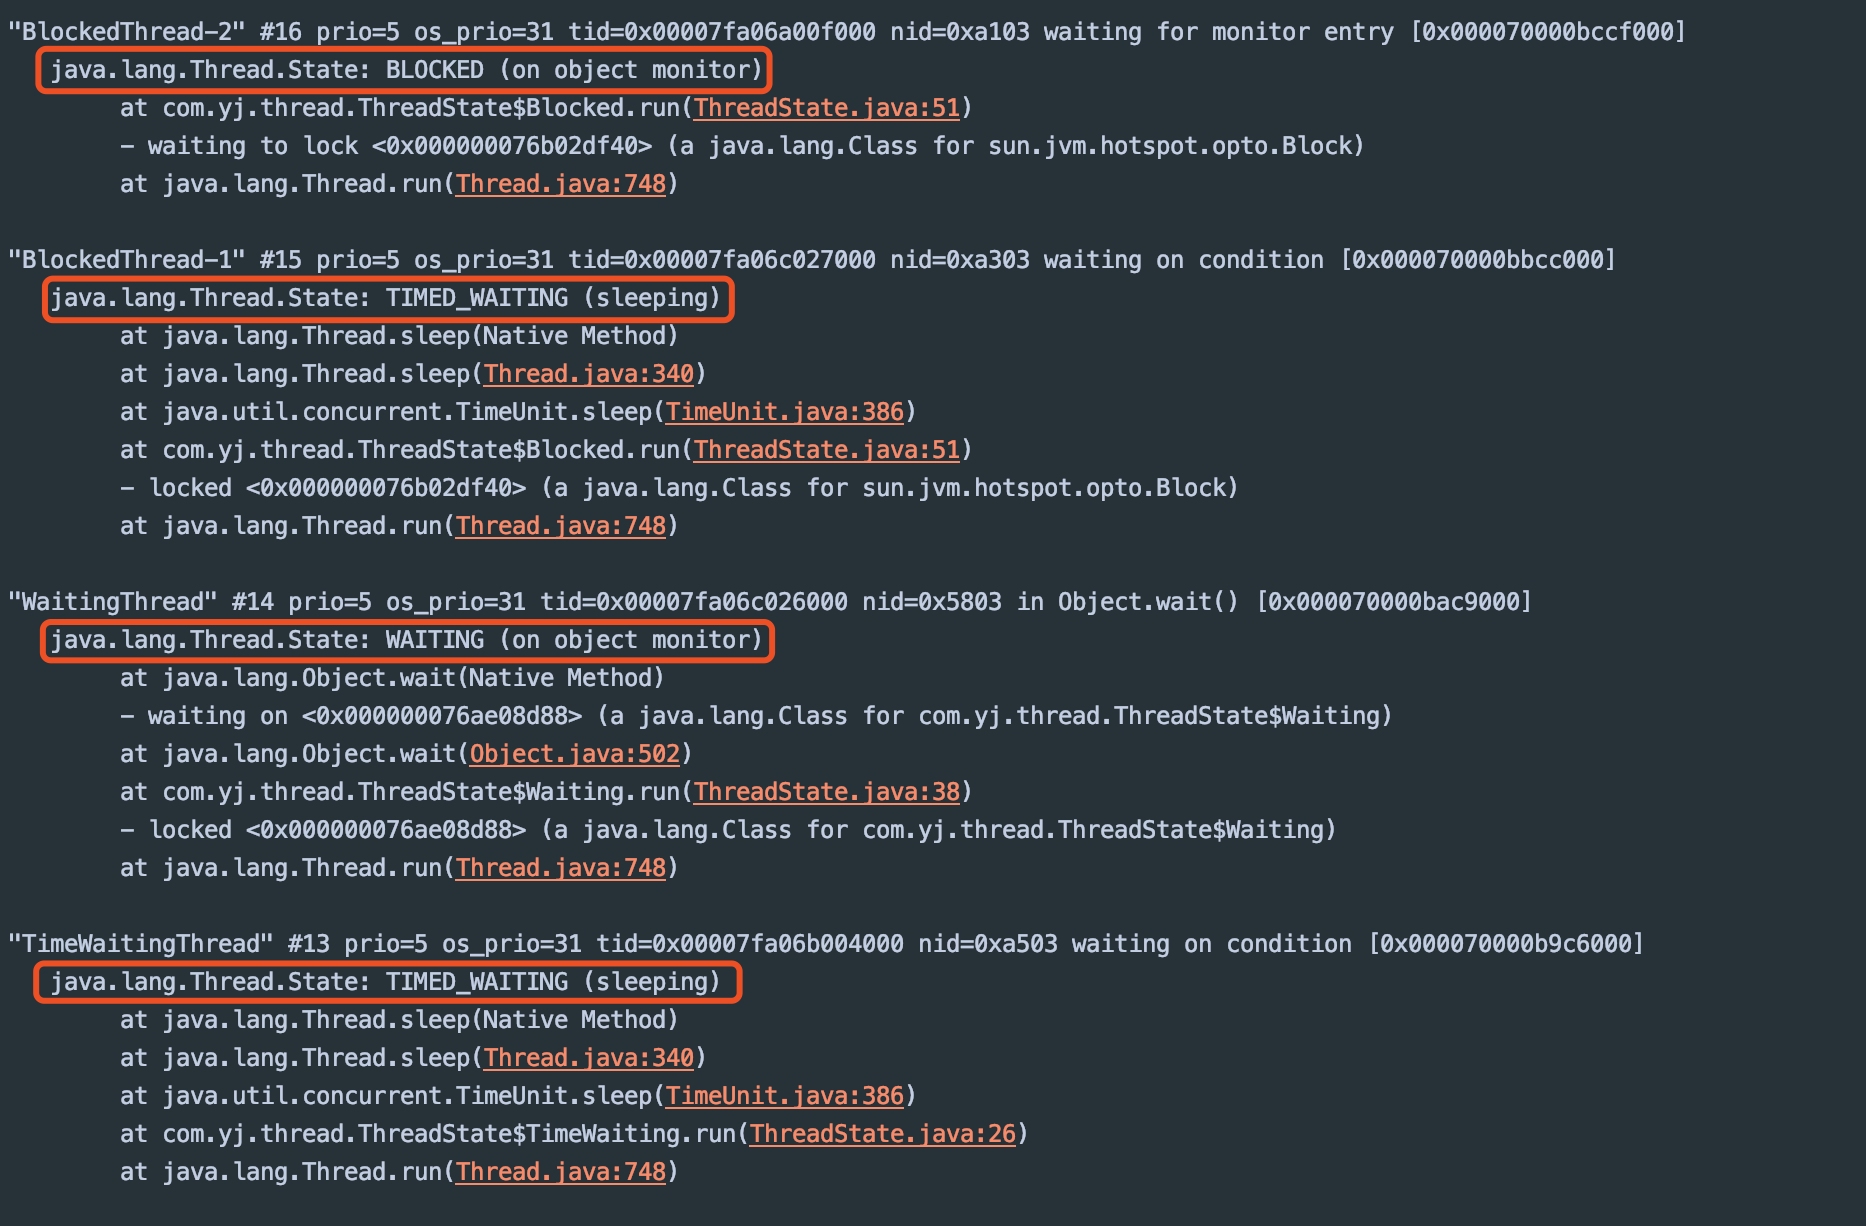 "BlockedThread-2" #16 prio=5 os_prio=31 tid=0x00007fa06a00f000 nid=0xa103 waiting for monitor entry [0x000070000bccf000]
java.lang.Thread.State: BLOCKED (on object monitor)
at com.yj.thread.ThreadState$Blocked.run(ThreadState.java:51)
- waiting to lock <0x000000076b02df40> (a java.lang.Class for sun.jvm.hotspot.opto.Block)
at java.lang.Thread.run(Thread.java:748)
"BlockedThread-1" #15 prio=5 os_prio=31 tid=0x00007fa06c027000 nid=0xa303 waiting on condition [0x000070000bbcc000]
java.lang.Thread.State: TIMED_WAITING (sleeping)
at java.lang.Thread.sleep(Native Method)
at java.lang.Thread.sleep(Thread.java:340)
at java.util.concurrent.TimeUnit.sleep(TimeUnit.java:386)
at com.yj.thread.ThreadState$Blocked.run(ThreadState.java:51)
- locked <0x000000076b02df40> (a java.lang.Class for sun.jvm.hotspot.opto.Block)
at java.lang.Thread.run(Thread.java:748)
"WaitingThread" #14 prio=5 os_prio=31 tid=0x00007fa06c026000 nid=0x5803 in Object.wait() [0x000070000bac9000]
java.lang.Thread.State: WAITING (on object monitor)
at java.lang.Object.wait(Native Method)
- waiting on <0x000000076ae08d88> (a java.lang.Class for com.yj.thread.ThreadState$Waiting)
at java.lang.Object.wait(Object.java:502)
at com.yj.thread.ThreadState$Waiting.run(ThreadState.java:38)
- locked <0x000000076ae08d88> (a java.lang.Class for com.yj.thread.ThreadState$Waiting)
at java.lang.Thread.run(Thread.java:748)
"TimeWaitingThread" #13 prio=5 os_prio=31 tid=0x00007fa06b004000 nid=0xa503 waiting on condition [0x000070000b9c6000]
java.lang.Thread.State: TIMED_WAITING (sleeping)
at java.lang.Thread.sleep(Native Method)
at java.lang.Thread.sleep(Thread.java:340)
at java.util.concurrent.TimeUnit.sleep(TimeUnit.java:386)
at com.yj.thread.ThreadState$TimeWaiting.run(ThreadState.java:26)
at java.lang.Thread.run(Thread.java:748)